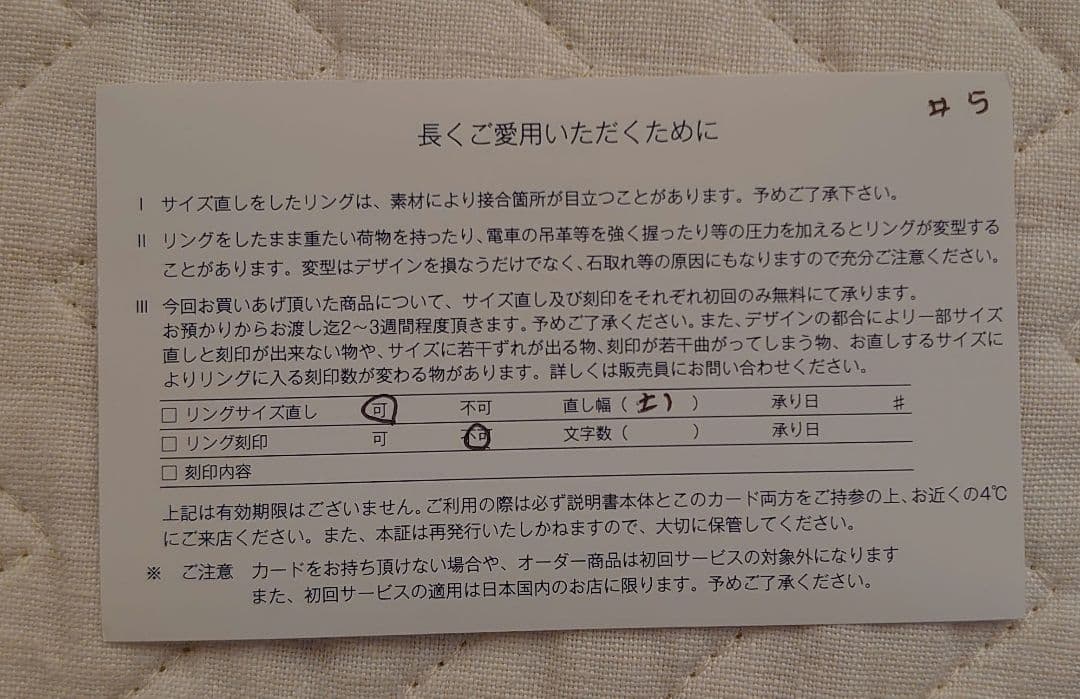 # 5
長くご愛用いただくために
Ⅰ サイズ直しをしたリングは、素材により接合箇所が目立つことがあります。予めご了承下さい。
Ⅱ リングをしたまま重たい荷物を持ったり、電車の吊革等を強く握ったり等の圧力を加えるとリングが変型する
ことがあります。変型はデザインを損なうだけでなく、石取れ等の原因にもなりますので充分ご注意ください。
Ⅲ 今回お買いあげ頂いた商品について、サイズ直し及び刻印をそれぞれ初回のみ無料にて承ります。
お預かりからお渡し迄2〜3週間程度頂きます。予めご了承ください。また、デザインの都合により一部サイズ
直しと刻印が出来ない物や、サイズに若干ずれが出る物、刻印が若干曲がってしまう物、お直しするサイズに
よりリングに入る刻印数が変わる物があります。詳しくは販売員にお問い合わせください。
□ リングサイズ直し 可 不可 直し幅(±1) 承り日 #
□ リング刻印 可 不可 文字数( ) 承り日
□ 刻印内容
上記は有効期限はございません。ご利用の際は必ず説明書本体とこのカード両方をご持参の上、お近くの4℃
にご来店ください。また、本証は再発行いたしかねますので、大切に保管してください。
※ ご注意 カードをお持ち頂けない場合や、オーダー商品は初回サービスの対象外になります
また、初回サービスの適用は日本国内のお店に限ります。予めご了承ください。